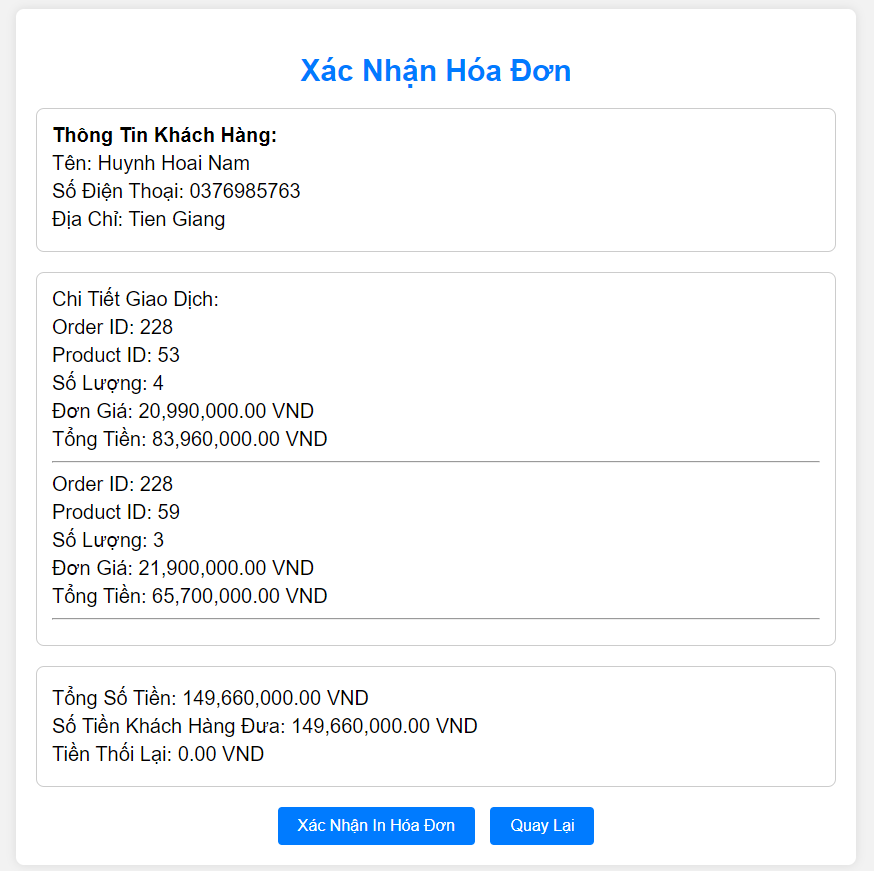 Xác Nhận Hóa Đơn
Thông Tin Khách Hàng:
Tên: Huynh Hoai Nam
Số Điện Thoại: 0376985763
Địa Chỉ: Tien Giang
Chi Tiết Giao Dịch:
Order ID: 228
Product ID: 53
Số Lượng: 4
Đơn Giá: 20,990,000.00 VND
Tổng Tiền: 83,960,000.00 VND
Order ID: 228
Product ID: 59
Số Lượng: 3
Đơn Giá: 21,900,000.00 VND
Tổng Tiền: 65,700,000.00 VND
Tổng Số Tiền: 149,660,000.00 VND
Số Tiền Khách Hàng Đưa: 149,660,000.00 VND
Tiền Thối Lại: 0.00 VND
Xác Nhận In Hóa Đơn
Quay Lại